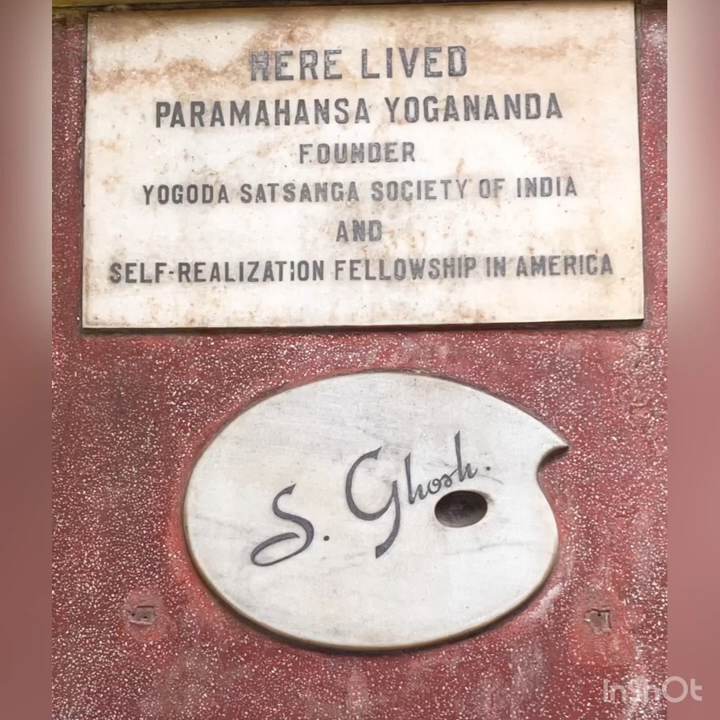 HERE LIVED
PARAMAHANSA YOGANANDA
FOUNDER
YOGODA SATSANGA SOCIETY OF INDIA
AND
SELF-REALIZATION FELLOWSHIP IN AMERICA
S. Ghosh.
InShOt